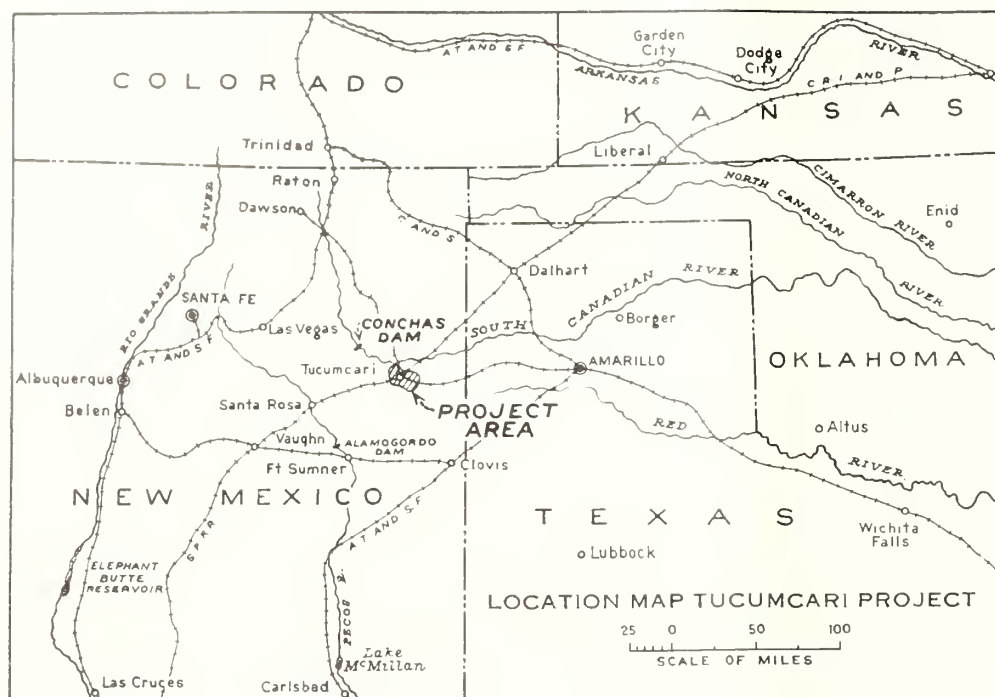 COLORADO
A T AND S F
Garden
City
Dodge
City
RIVER
ARKANSAS
C R I AND P
KANSAS
Trinidad
Liberal
Raton
RIVER
Dawson
C AND S
NORTH CANADIAN
CIMARRON RIVER
Enid
Dalhart
RIVER
RIO GRANDE
SANTA FE
Las Vegas
CONCHAS
DAM
SOUTH
CANADIAN
RIVER
Borger
A T AND S F
Tucumcari
AMARILLO
OKLAHOMA
Albuquerque
Belen
Santa Rosa
PROJECT
AREA
RED
Altus
Vaughn
ALAMOGORDO
DAM
Ft Sumner
Clovis
RIVER
NEW MEXICO
A T AND S.F
TEXAS
Wichita
Falls
S P R R
Lubbock
ELEPHANT
BUTTE
RESERVOIR
PECOS R.
LOCATION MAP TUCUMCARI PROJECT
25 0 50 100
SCALE OF MILES
Lake
McMillan
Las Cruces
Carlsbad